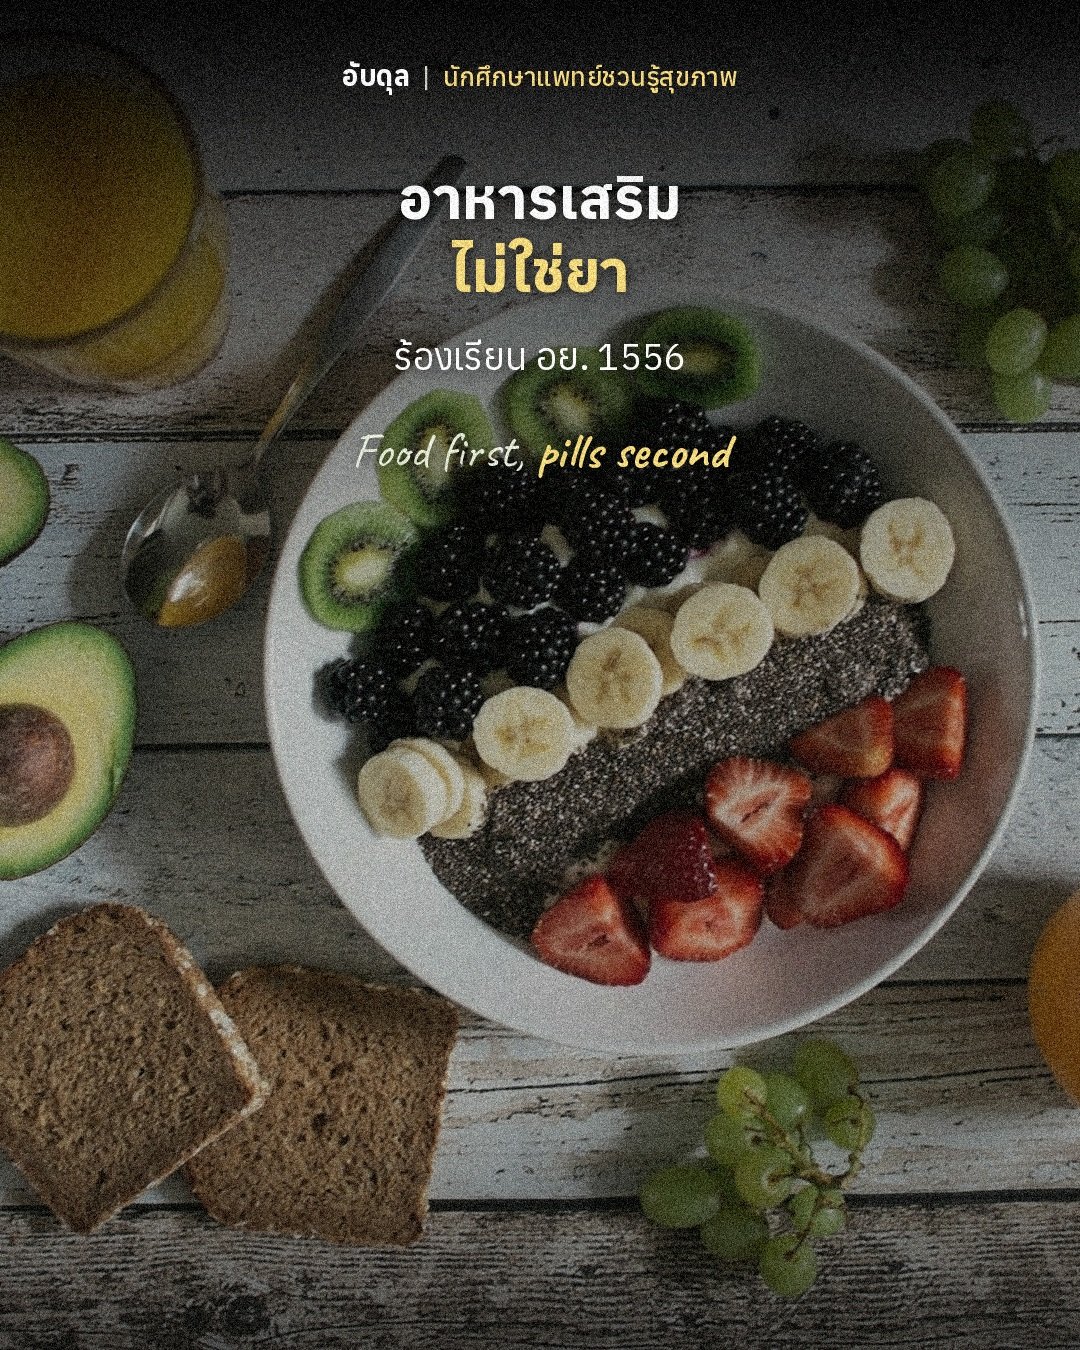 อับดุล | นักศึกษาแพทย์ชวนรู้สุขภาพ
อาหารเสริม
ไม่ใช่ยา
ร้องเรียน อย. 1556
Food first, pills second